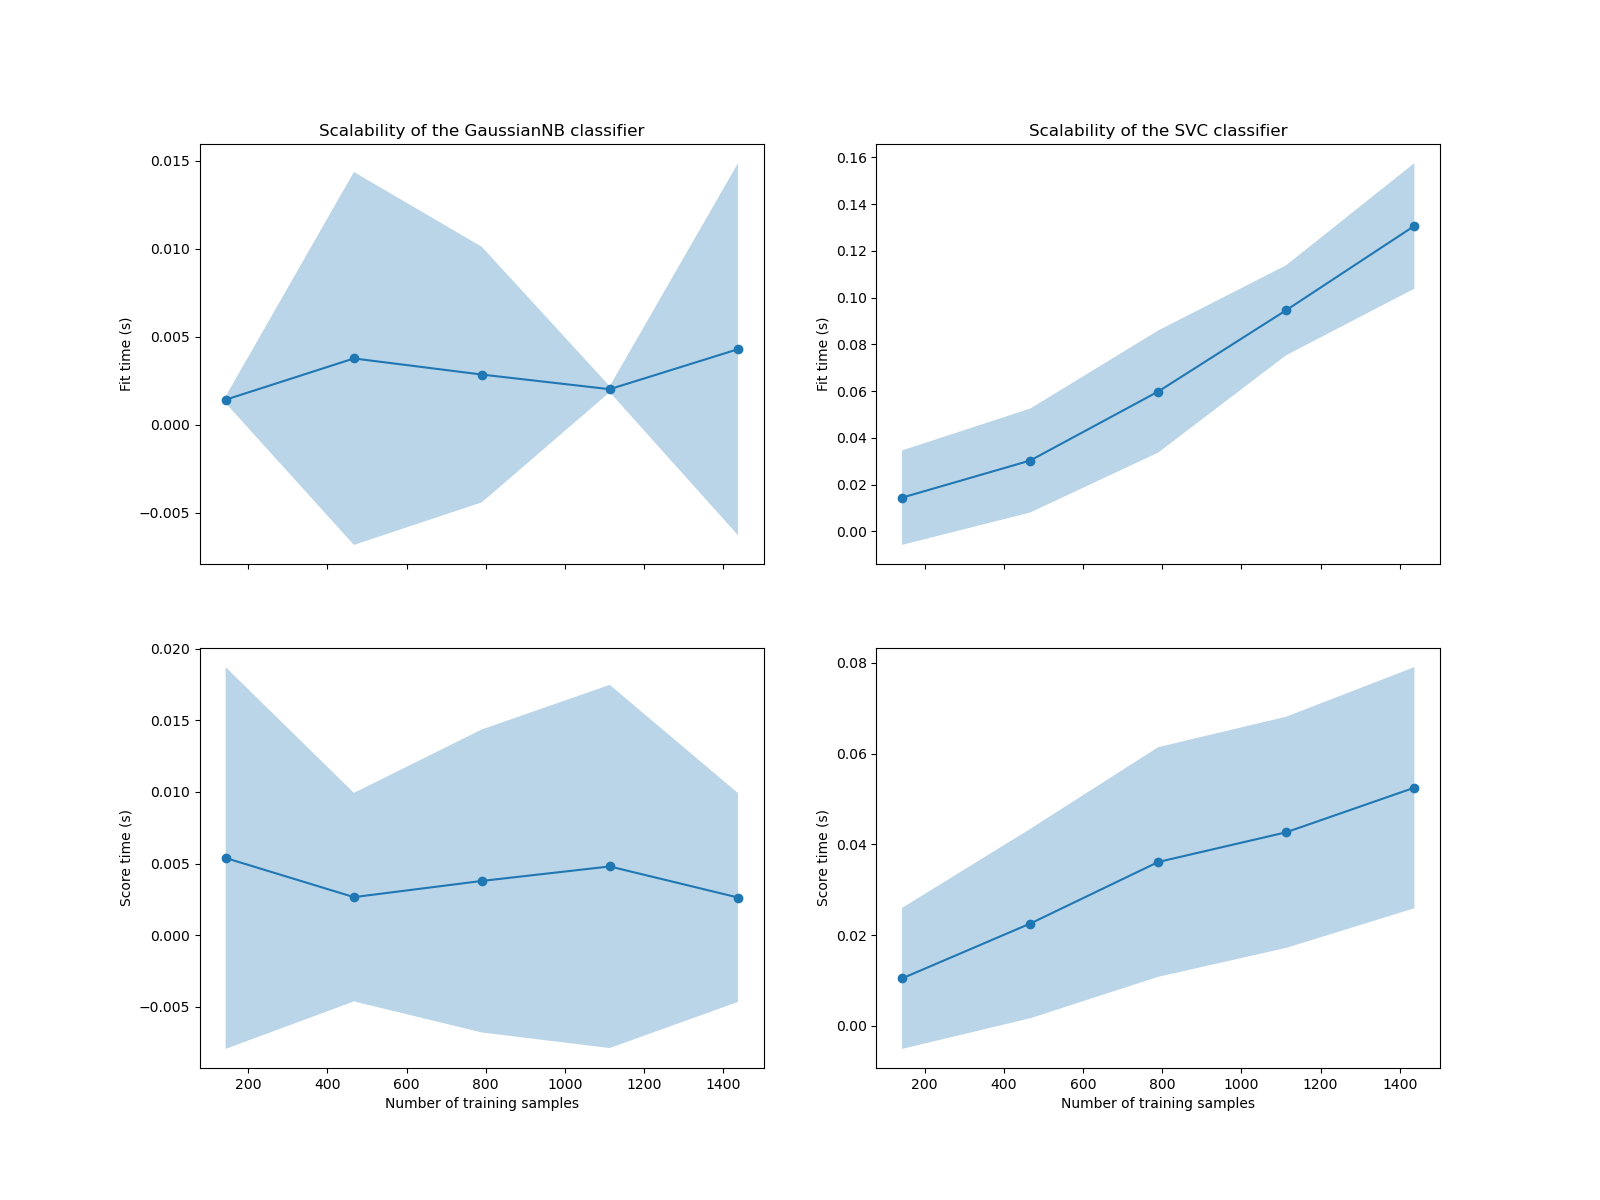 Scalability of the GaussianNB classifier
0.015
0.010
0.005
0.000
−0.005
Fit time (s)
Scalability of the SVC classifier
0.16
0.14
0.12
0.10
0.08
0.06
0.04
0.02
0.00
Fit time (s)
0.020
0.015
0.010
0.005
0.000
−0.005
Score time (s)
200 400 600 800 1000 1200 1400
Number of training samples
0.08
0.06
0.04
0.02
0.00
Score time (s)
200 400 600 800 1000 1200 1400
Number of training samples